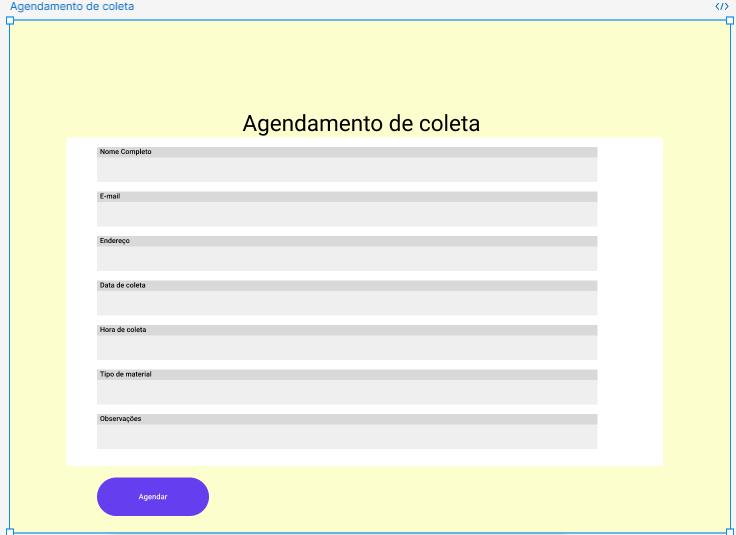 Agendamento de coleta
</>
Agendamento de coleta
Nome Completo
E-mail
Endereço
Data de coleta
Hora de coleta
Tipo de material
Observações
Agendar